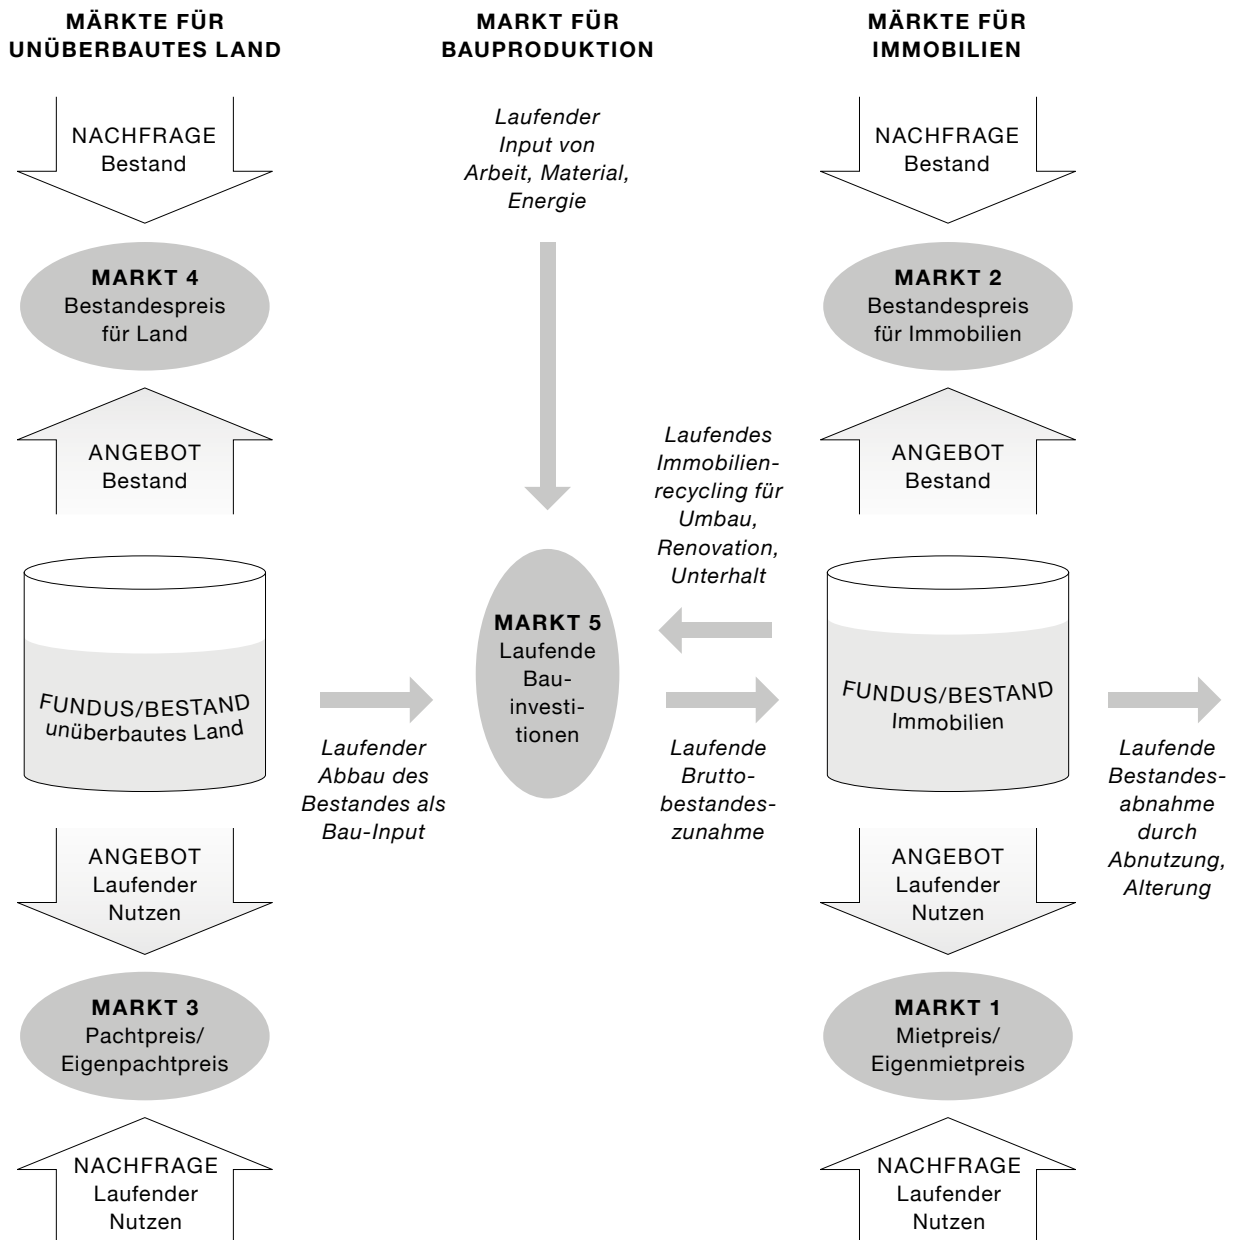 MÄRKTE FÜR
UNÜBERBAUTES LAND
MARKT FÜR
BAUPRODUKTION
MÄRKTE FÜR
IMMOBILIEN
NACHFRAGE
Bestand
Laufender
Input von
Arbeit, Material,
Energie
NACHFRAGE
Bestand
MARKT 4
Bestandespreis
für Land
MARKT 2
Bestandespreis
für Immobilien
ANGEBOT
Bestand
Laufendes
Immobilien-
recycling für
Umbau,
Renovation,
Unterhalt
ANGEBOT
Bestand
FUNDUS/BESTAND
unüberbautes Land
MARKT 5
Laufende
Bau-
investi-
tionen
FUNDUS/BESTAND
Immobilien
Laufender
Abbau des
Bestandes als
Bau-Input
Laufende
Brutto-
bestandes-
zunahme
Laufende
Bestandes-
abnahme
durch
Abnutzung,
Alterung
ANGEBOT
Laufender
Nutzen
ANGEBOT
Laufender
Nutzen
MARKT 3
Pachtpreis/
Eigenpachtpreis
MARKT 1
Mietpreis/
Eigenmietpreis
NACHFRAGE
Laufender
Nutzen
NACHFRAGE
Laufender
Nutzen